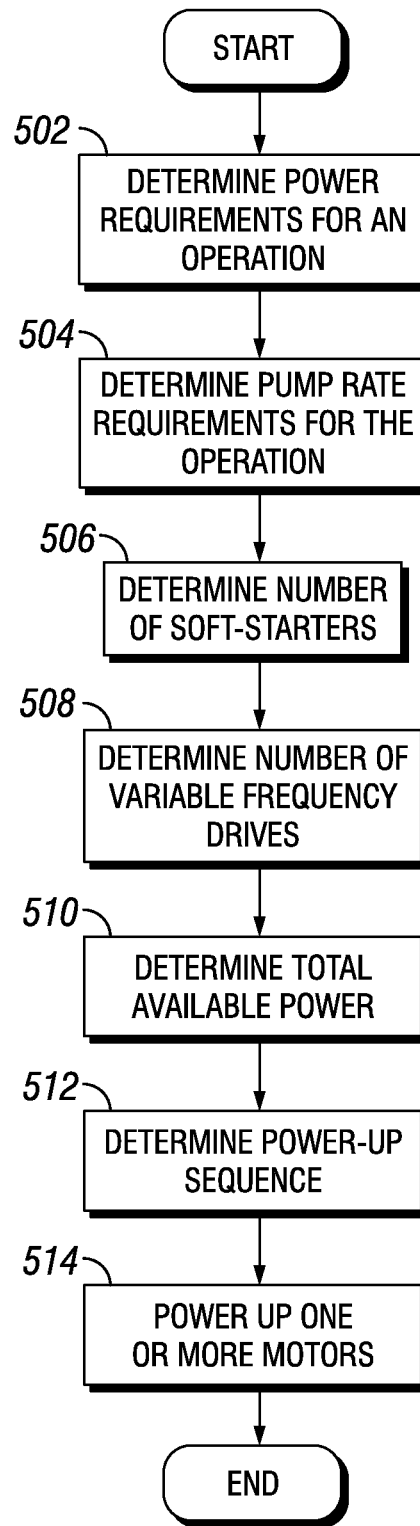 START
502
DETERMINE POWER
REQUIREMENTS FOR AN
OPERATION
504
DETERMINE PUMP RATE
REQUIREMENTS FOR THE
OPERATION
506
DETERMINE NUMBER
OF SOFT-STARTERS
508
DETERMINE NUMBER OF
VARIABLE FREQUENCY
DRIVES
510
DETERMINE TOTAL
AVAILABLE POWER
512
DETERMINE POWER-UP
SEQUENCE
514
POWER UP ONE
OR MORE MOTORS
END